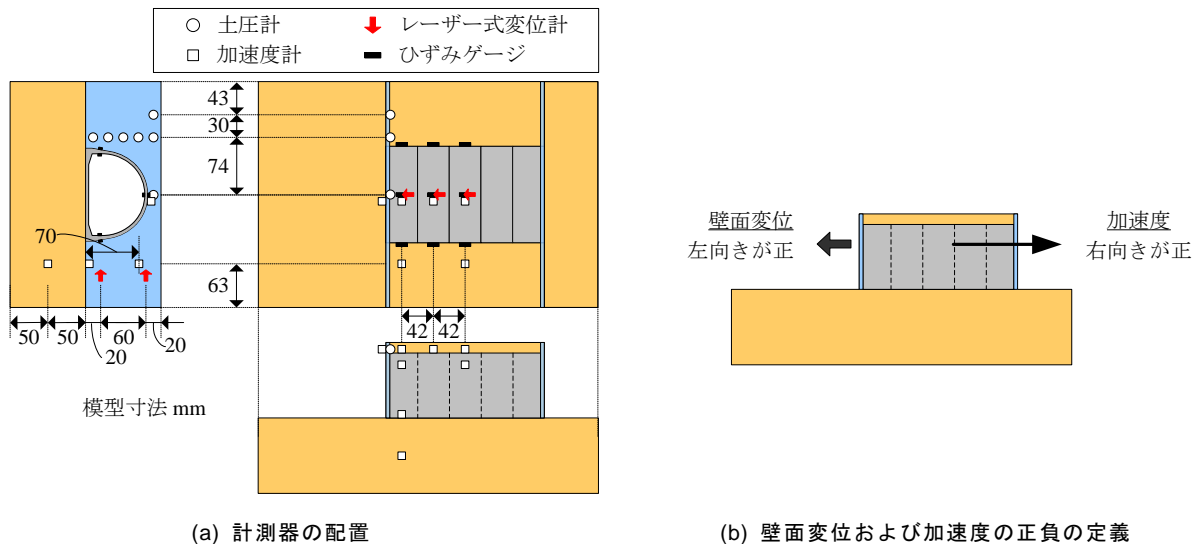 土圧計
レーザー式変位計
加速度計
ひずみゲージ
43
30
74
70
63
50
50
20
60
20
42
42
模型寸法 mm
壁面変位
左向きが正
加速度
右向きが正
(a) 計測器の配置
(b) 壁面変位および加速度の正負の定義